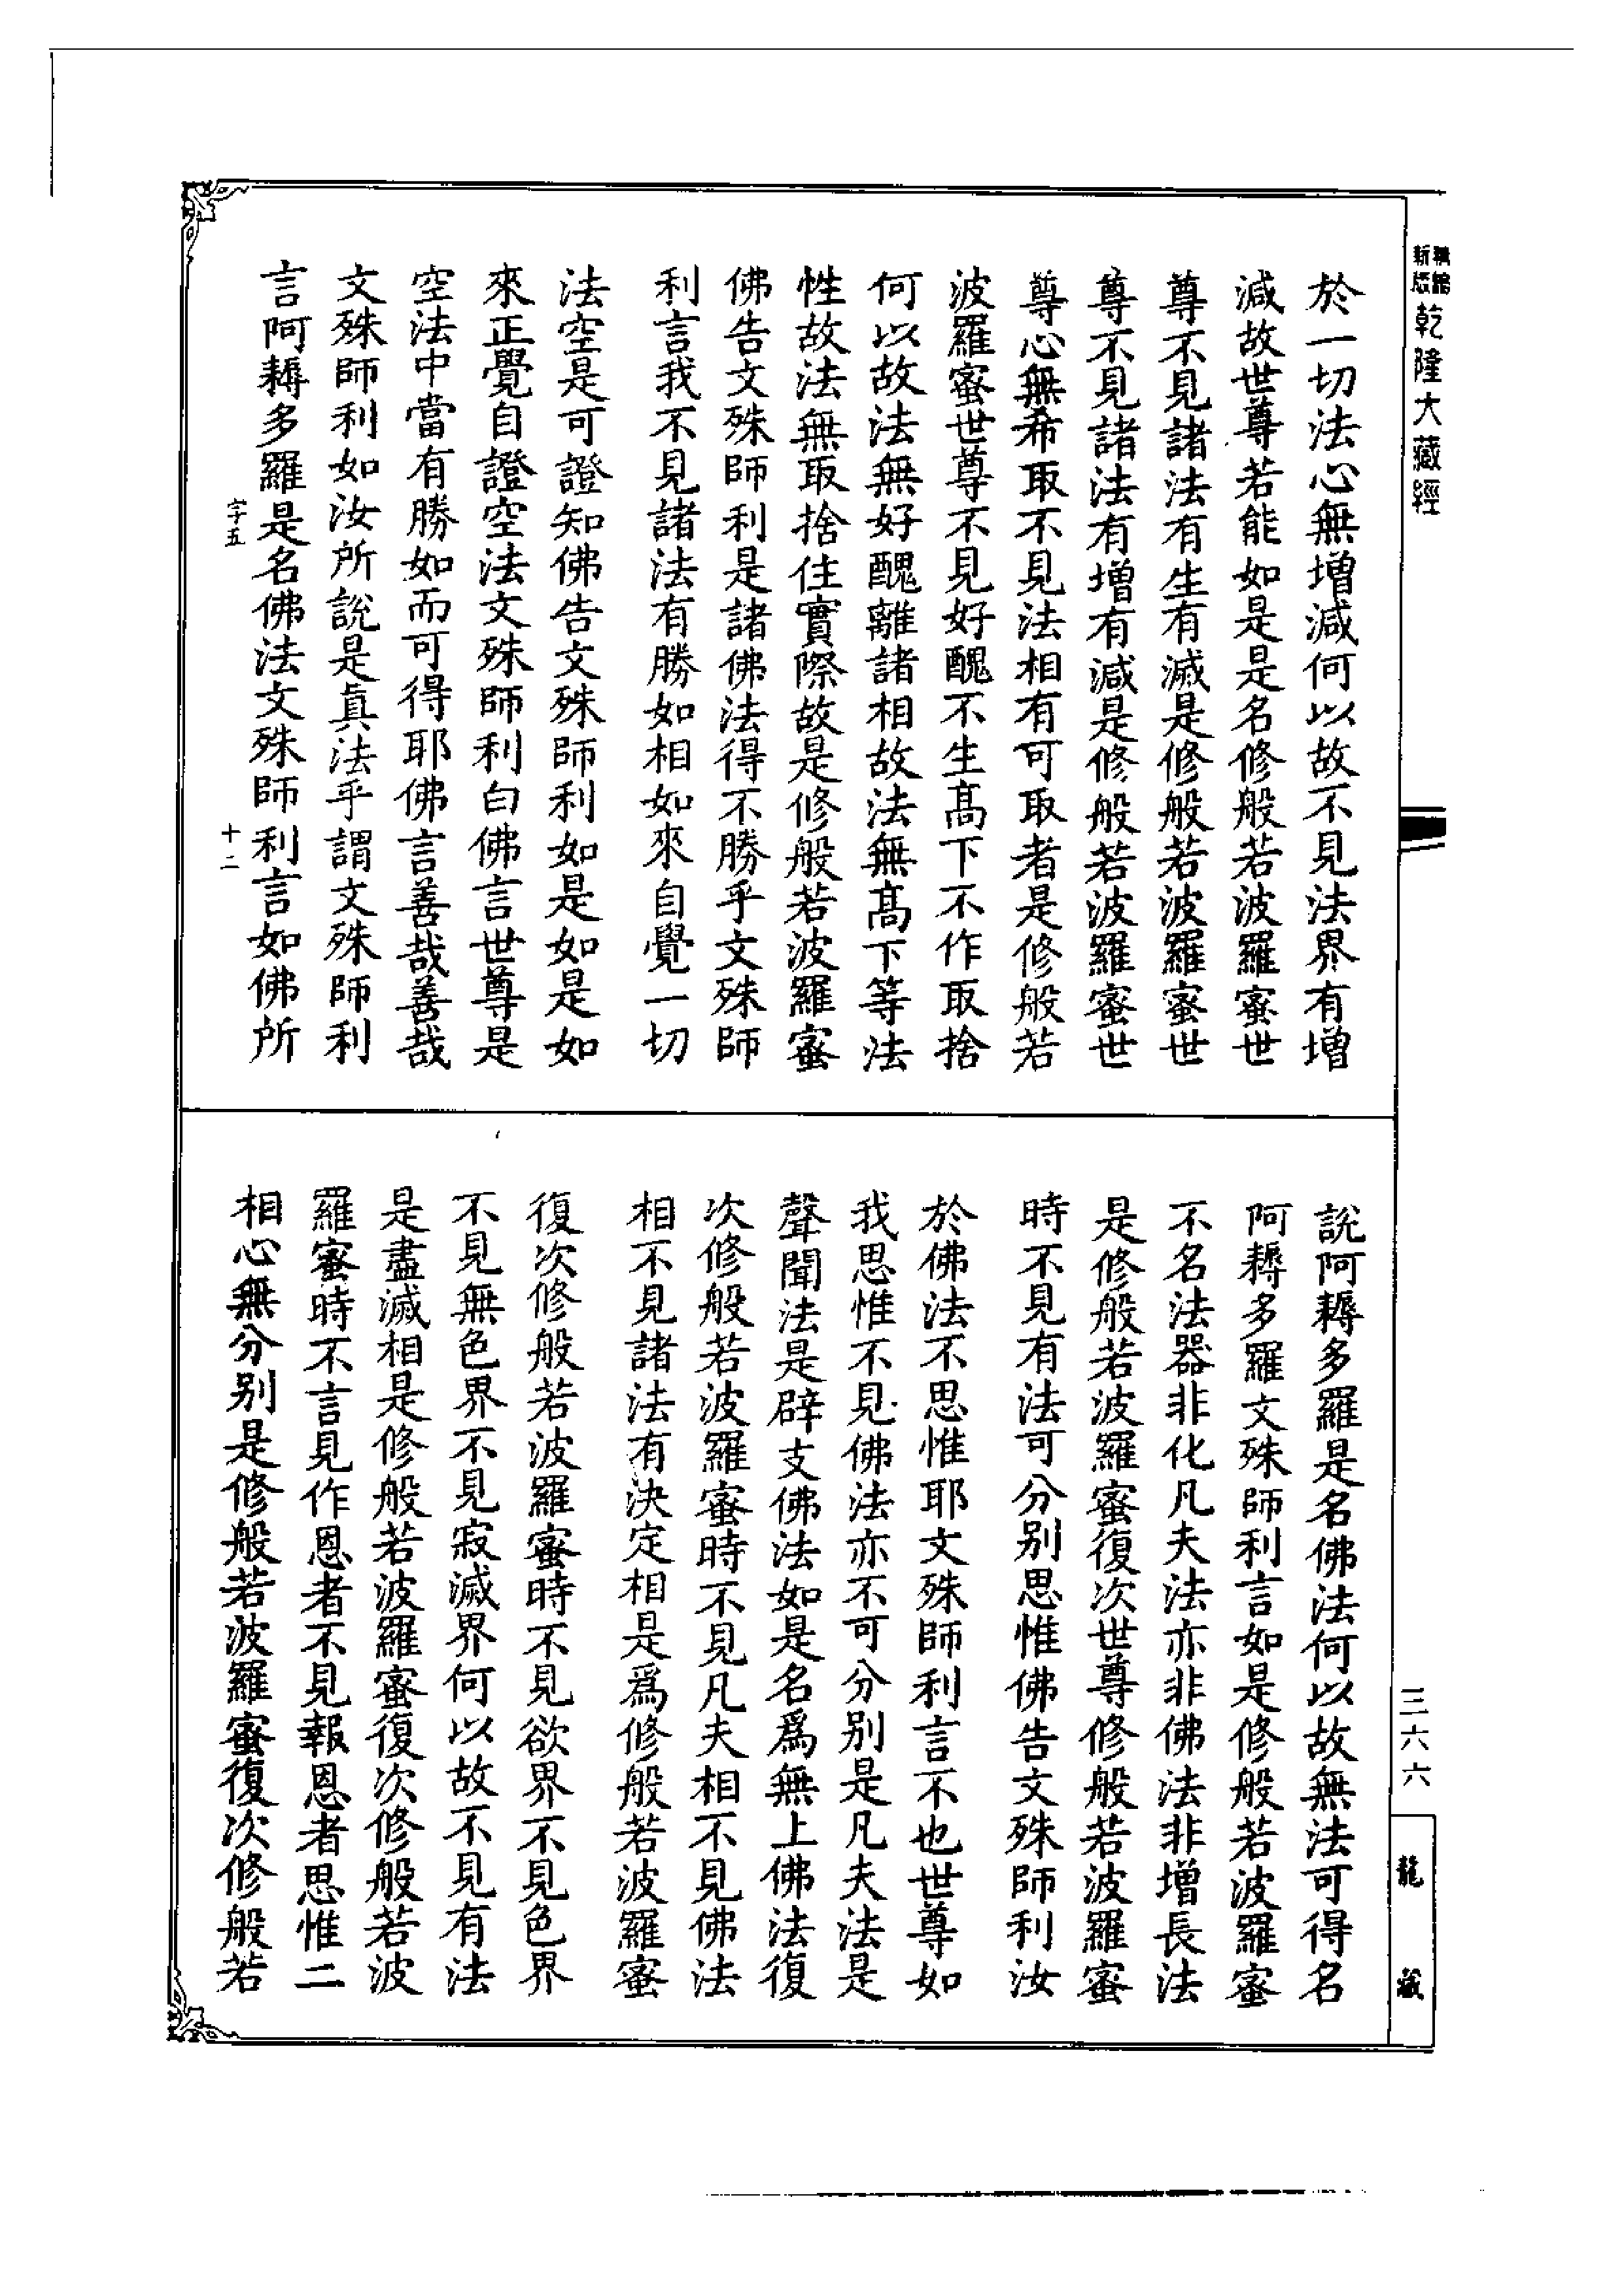 乾隆大藏經
於一切法心無增減何以故不見法界有增
減故世尊若能如是是名修般若波羅蜜世
尊不見諸法有生有滅是修般若波羅蜜世
尊不見諸法有增有減是修般若波羅蜜世
尊心無希取不見法相有可取者是修般若
波羅蜜世尊不見好醜不生髙下不作取捨
何以故法無好醜離諸相故法無髙下等法
性故法無取捨住實際故是修般若波羅蜜
佛告文殊師利是諸佛法得不勝乎文殊師
利言我不見諸法有勝如相如來自覺一切
法空是可證知佛告文殊師利如是如是如
來正覺自證空法文殊師利白佛言世尊是
空法中當有勝如而可得耶佛言善哉善哉
文殊師利如汝所說是真法乎謂文殊師利
言阿耨多羅是名佛法文殊師利言如佛所
字五
十二
說阿耨多羅是名佛法何以故無法可得名
阿耨多羅文殊師利言如是修般若波羅蜜
不名法器非化凡夫法亦非佛法非增長法
是修般若波羅蜜復次世尊修般若波羅蜜
時不見有法可分別思惟佛告文殊師利汝
於佛法不思惟耶文殊師利言不也世尊如
我思惟不見佛法亦不可分別是凡夫法是
聲聞法是辟支佛法如是名爲無上佛法復
次修般若波羅蜜時不見凡夫相不見佛法
相不見諸法有決定相是爲修般若波羅蜜
復次修般若波羅蜜時不見欲界不見色界
不見無色界不見寂滅界何以故不見有法
是盡滅相是修般若波羅蜜復次修般若波
羅蜜時不言見作恩者不見報恩者思惟二
相心無分別是修般若波羅蜜復次修般若
三六六
龍藏